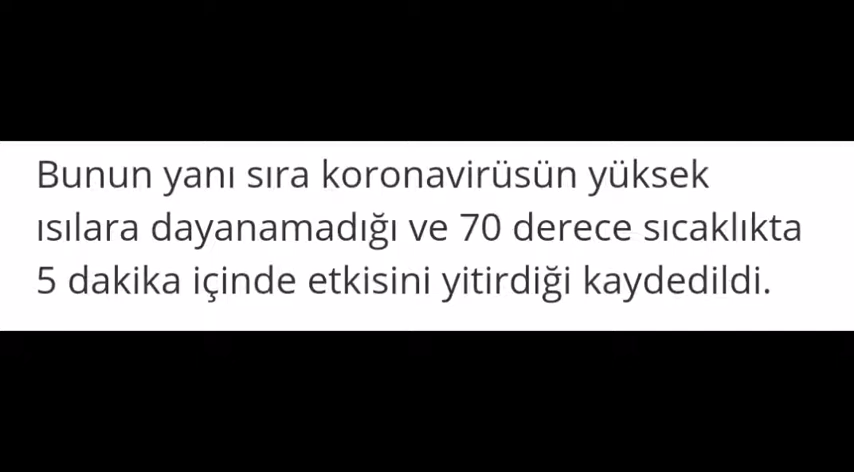 Bunun yanı sıra koronavirüsün yüksek
ısılara dayanamadığı ve 70 derece sıcaklıkta
5 dakika içinde etkisini yitirdiği kaydedildi.